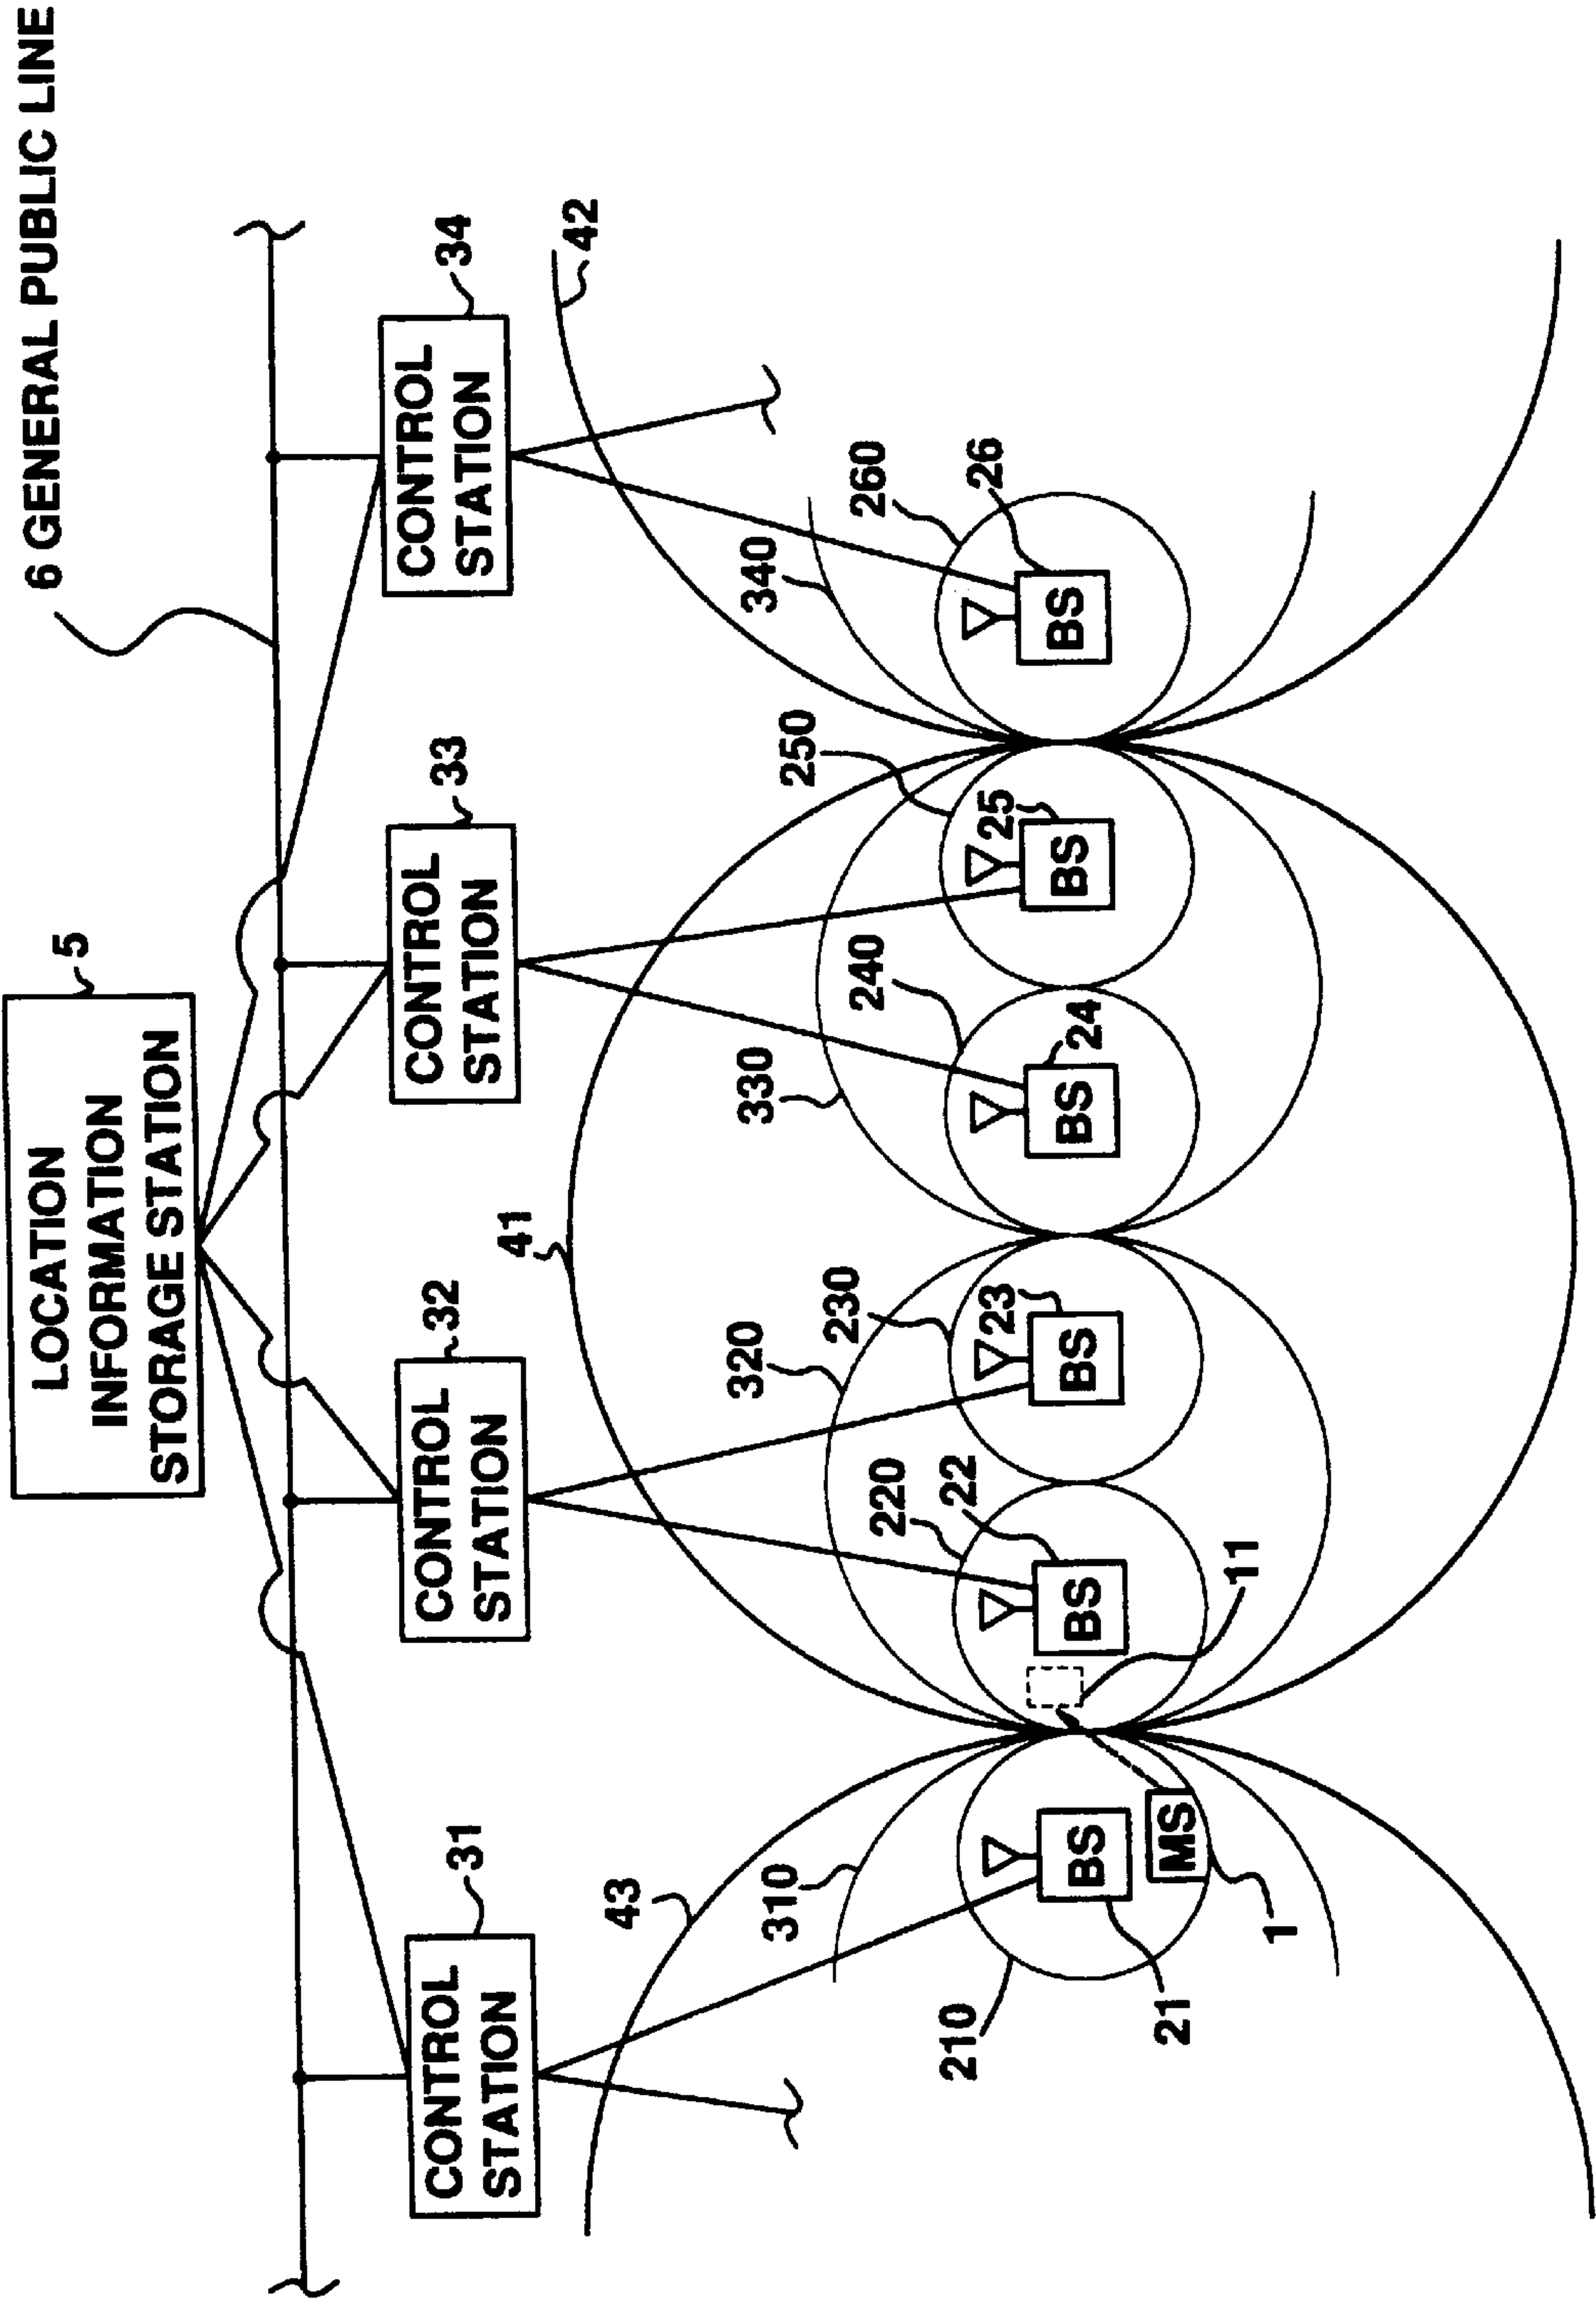 6 GENERAL PUBLIC LINE
LOCATION
INFORMATION
STORAGE STATION
5
CONTROL
STATION
31
CONTROL
STATION
32
CONTROL
STATION
33
CONTROL
STATION
34
43
41
42
310
320
330
340
210
220
230
240
250
260
BS
21
BS
22
BS
23
BS
24
BS
25
BS
26
MS
1
11